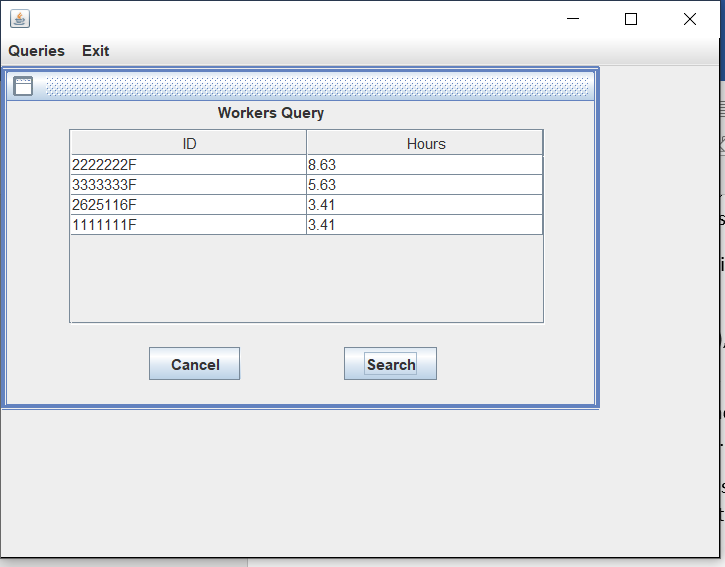 Queries Exit
Workers Query
ID Hours
2222222F 8.63
3333333F 5.63
2625116F 3.41
1111111F 3.41
Cancel Search